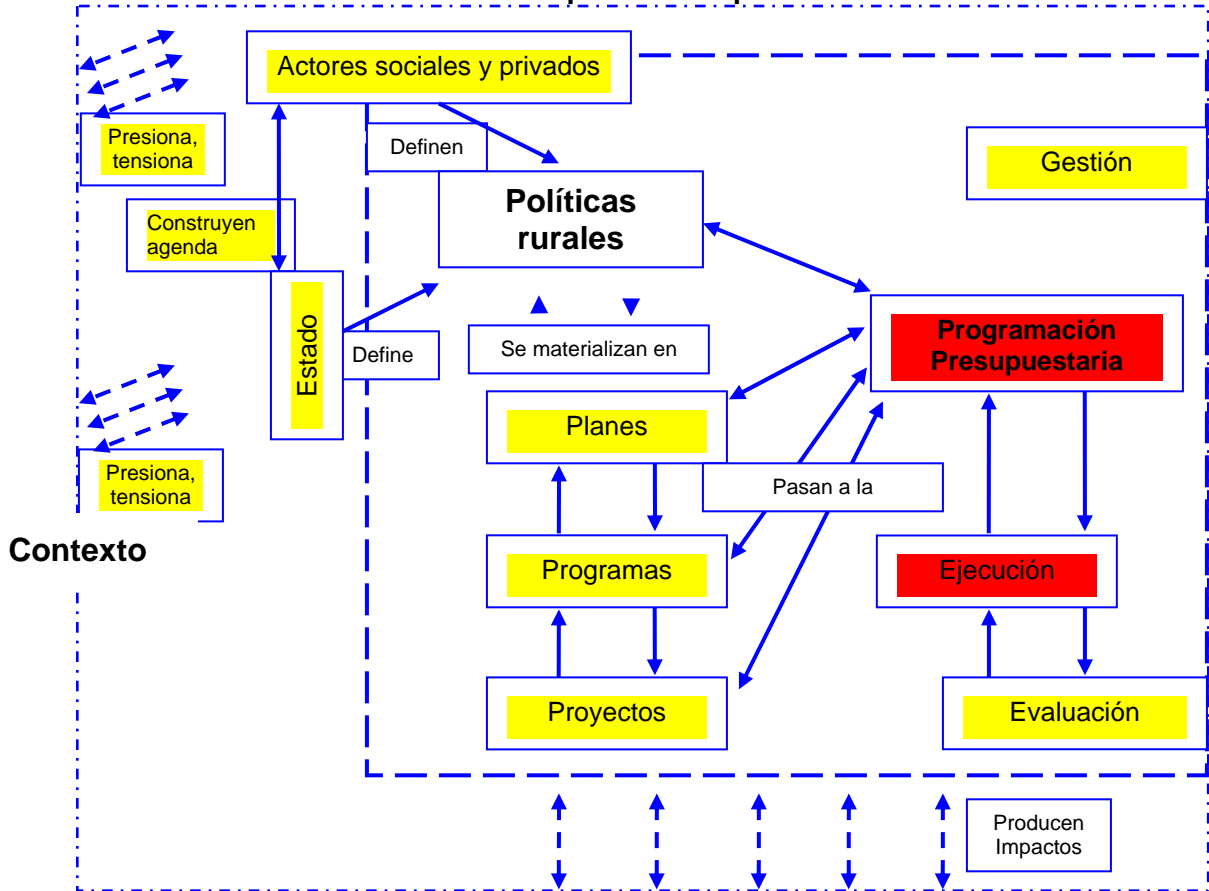 Actores sociales y privados
Presiona,
tensiona
Definen
Gestión
Políticas
rurales
Construyen
agenda
Estado
Define
Se materializan en
Programación
Presupuestaria
Planes
Presiona,
tensiona
Pasan a la
Contexto
Programas
Ejecución
Proyectos
Evaluación
Producen
Impactos